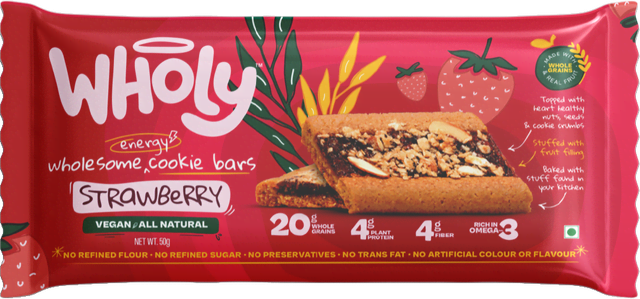 WHOLY™
energy
wholesome cookie bars
STRAWBERRY
VEGAN ALL NATURAL
NET WT. 50g
MADE WITH
WHOLE
GRAINS
& REAL FRUIT
Topped with
heart healthy
nuts, seeds
& cookie crumbs
Stuffed with
fruit filling
Baked with
stuff found in
your kitchen
20g WHOLE GRAINS
4g PLANT PROTEIN
4g FIBER
RICH IN OMEGA-3
NO REFINED FLOUR • NO REFINED SUGAR • NO PRESERVATIVES • NO TRANS FAT • NO ARTIFICIAL COLOUR OR FLAVOUR